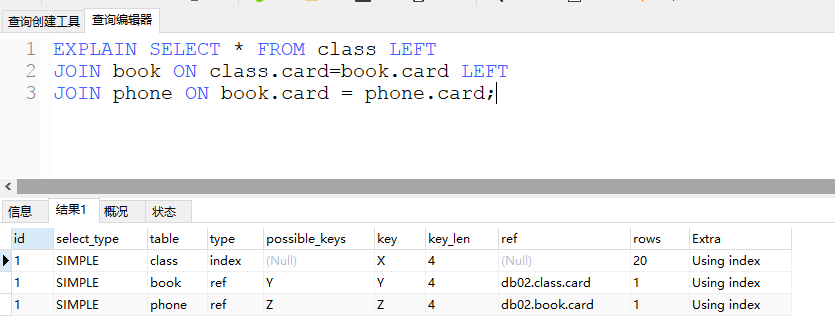 查询创建工具 查询编辑器
1 EXPLAIN SELECT * FROM class LEFT
2 JOIN book ON class.card=book.card LEFT
3 JOIN phone ON book.card = phone.card;
信息 结果1 概况 状态
id select_type table type possible_keys key key_len ref rows Extra
1 SIMPLE class index (Null) X 4 (Null) 20 Using index
1 SIMPLE book ref Y Y 4 db02.class.card 1 Using index
1 SIMPLE phone ref Z Z 4 db02.book.card 1 Using index